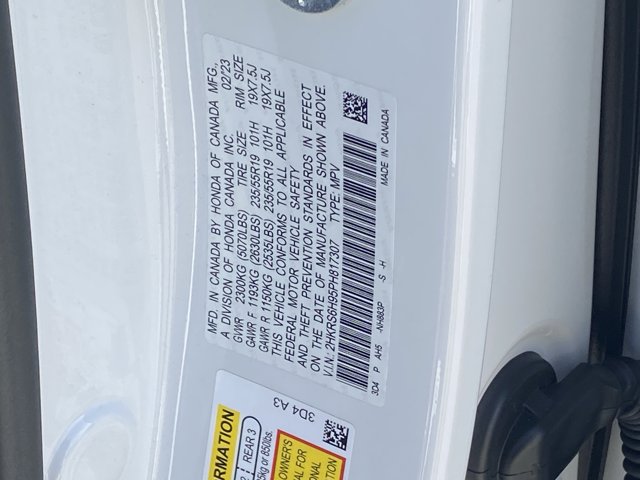 MFD. IN CANADA BY HONDA OF CANADA MFG.
A DIVISION OF HONDA CANADA INC. 02/23
GVWR 2300KG (5070LBS) TIRE SIZE RIM SIZE
GAWR F 1193KG (2630LBS) 235/55R19 101H 19X7.5J
GAWR R 1150KG (2535LBS) 235/55R19 101H 19X7.5J
THIS VEHICLE CONFORMS TO ALL APPLICABLE
FEDERAL MOTOR VEHICLE SAFETY
AND THEFT PREVENTION STANDARDS IN EFFECT
ON THE DATE OF MANUFACTURE SHOWN ABOVE.
V.I.N.: 2HKRS6H95PH817307 TYPE: MPV
3D4 P AH5 -NH883P -S -H MADE IN CANADA
3D4 A3
REAR 3
OWNER'S